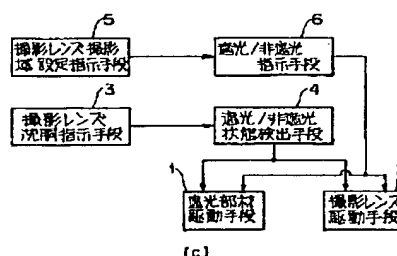 5
撮影レンズ撮影
域設定指示手段
6
遮光/非遮光
指示手段
3
撮影レンズ
沈胴指示手段
4
遮光/非遮光
状態検出手段
1
遮光部材
駆動手段
撮影レンズ
駆動手段
(c)